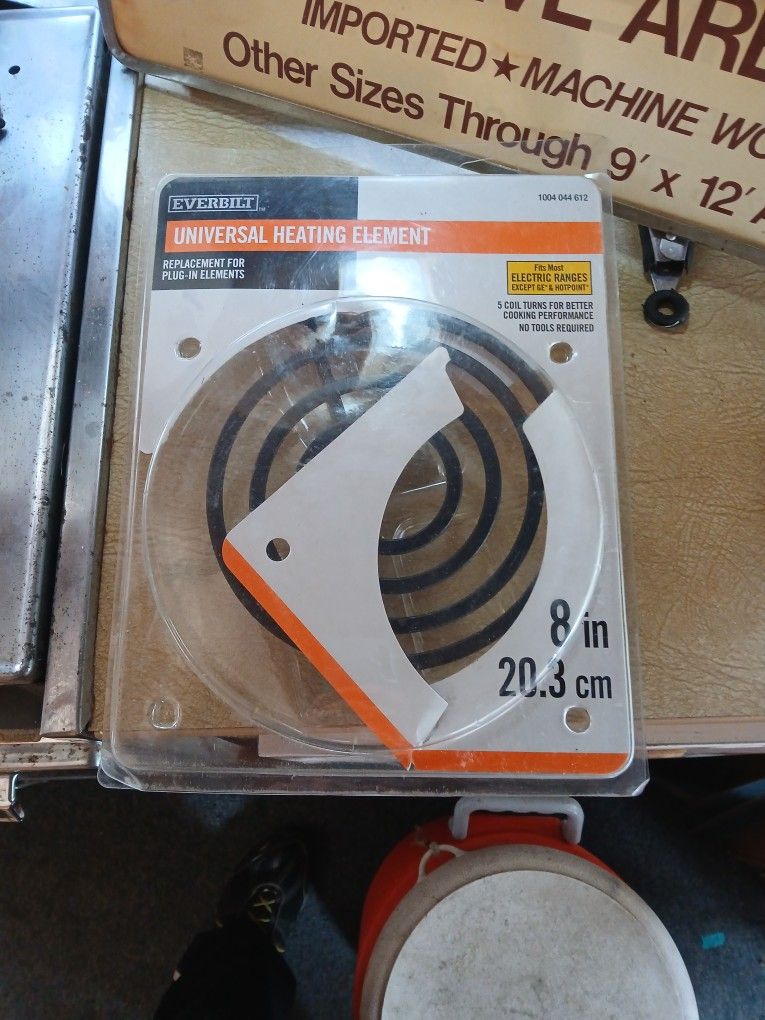 IMPORTED★MACHINE
Other Sizes Through 9' x 12'
EVERBILT™
1004 044 612
UNIVERSAL HEATING ELEMENT
REPLACEMENT FOR
PLUG-IN ELEMENTS
Fits Most
ELECTRIC RANGES
EXCEPT GE® & HOTPOINT®
5 COIL TURNS FOR BETTER
COOKING PERFORMANCE
NO TOOLS REQUIRED
8 in
20.3 cm